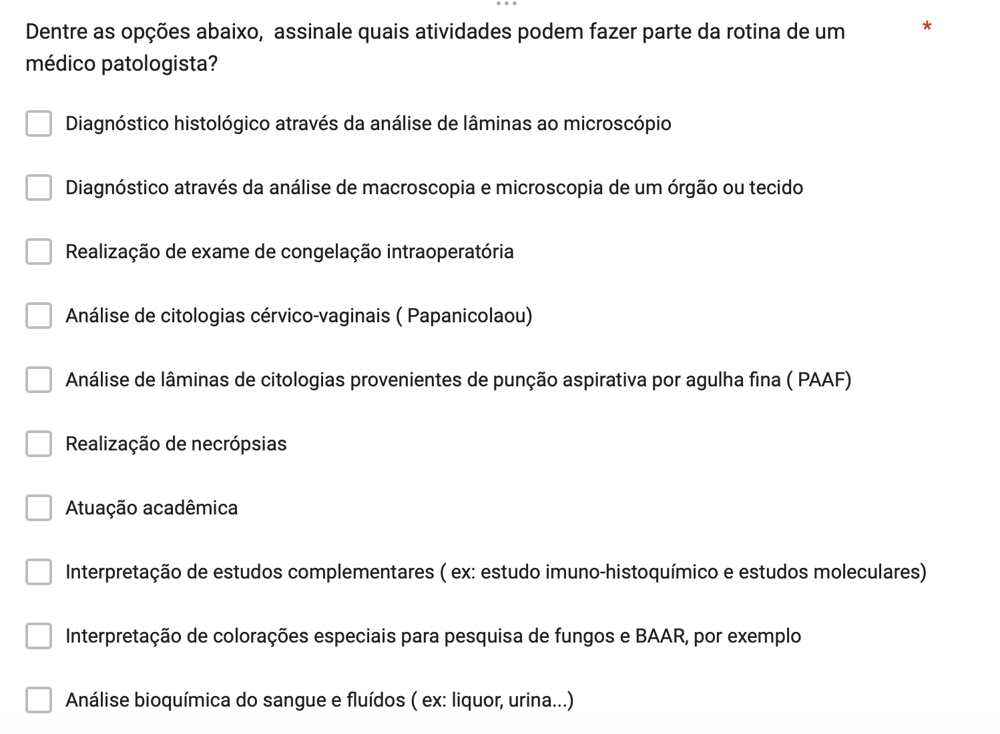 Dentre as opções abaixo,  assinale quais atividades podem fazer parte da rotina de um *
médico patologista?
Diagnóstico histológico através da análise de lâminas ao microscópio
Diagnóstico através da análise de macroscopia e microscopia de um órgão ou tecido
Realização de exame de congelação intraoperatória
Análise de citologias cérvico-vaginais ( Papanicolaou)
Análise de lâminas de citologias provenientes de punção aspirativa por agulha fina ( PAAF)
Realização de necrópsias
Atuação acadêmica
Interpretação de estudos complementares ( ex: estudo imuno-histoquímico e estudos moleculares)
Interpretação de colorações especiais para pesquisa de fungos e BAAR, por exemplo
Análise bioquímica do sangue e fluídos ( ex: liquor, urina...)